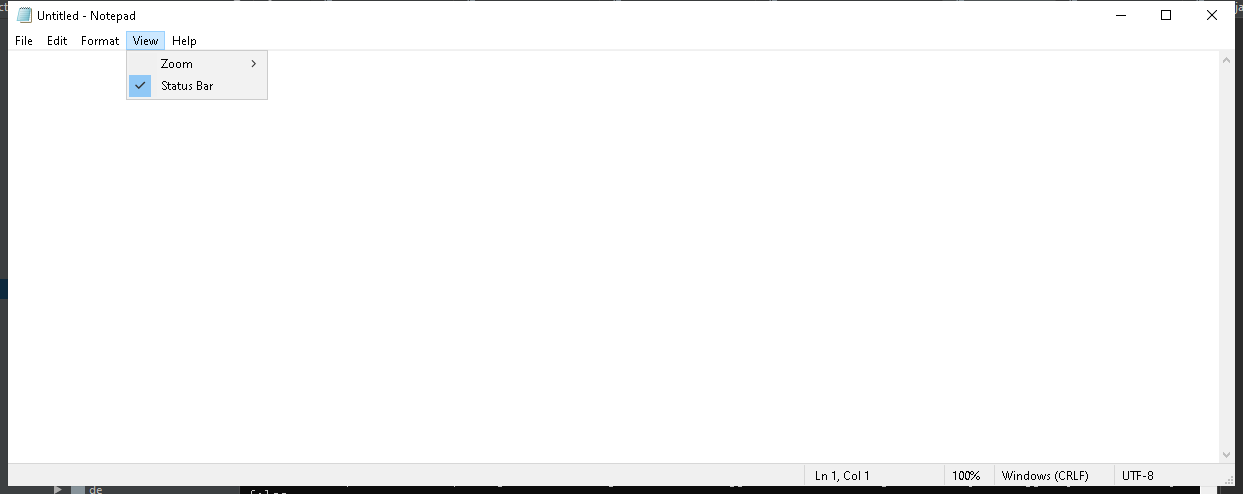 Untitled - Notepad
File Edit Format View Help
Zoom
Status Bar
Ln 1, Col 1 100% Windows (CRLF) UTF-8
de